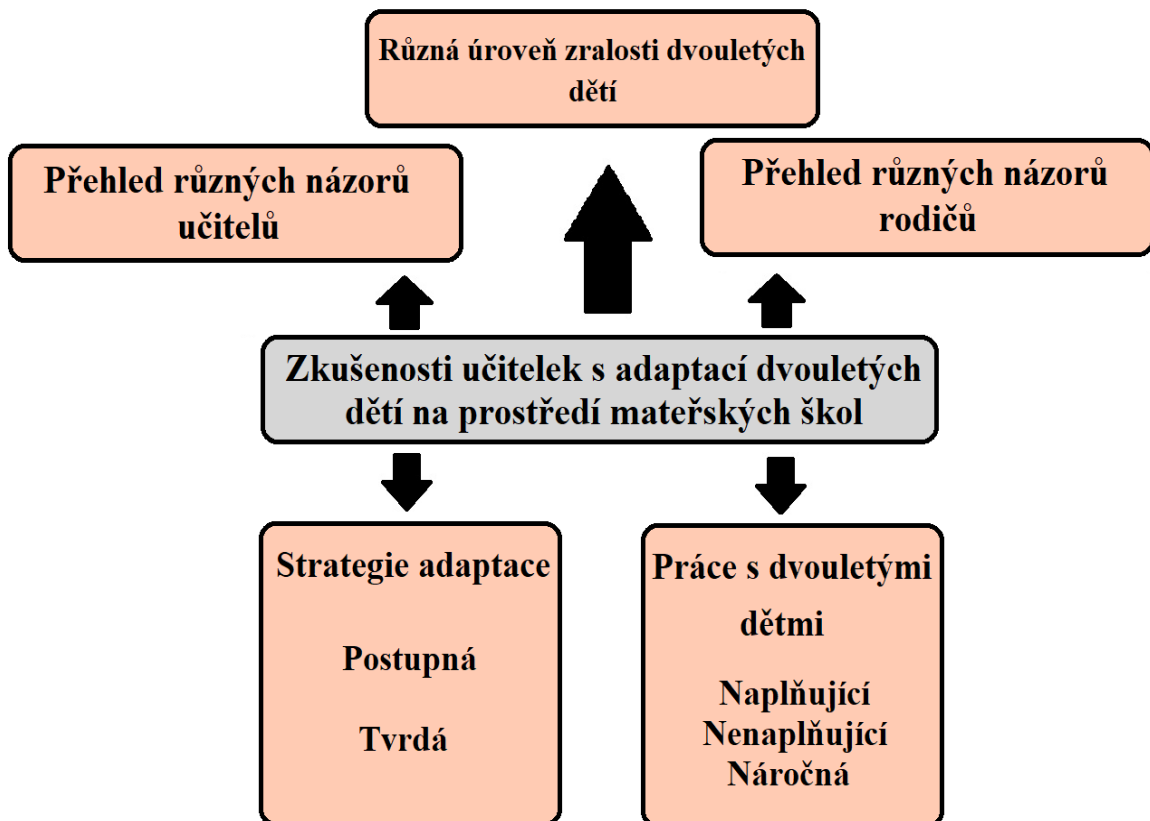 Různá úroveň zralosti dvouletých
dětí
Přehled různých názorů
učitelů
Přehled různých názorů
rodičů
Zkušenosti učitelek s adaptací dvouletých
dětí na prostředí mateřských škol
Strategie adaptace
Postupná
Tvrdá
Práce s dvouletými
dětmi
Naplňující
Nenaplňující
Náročná